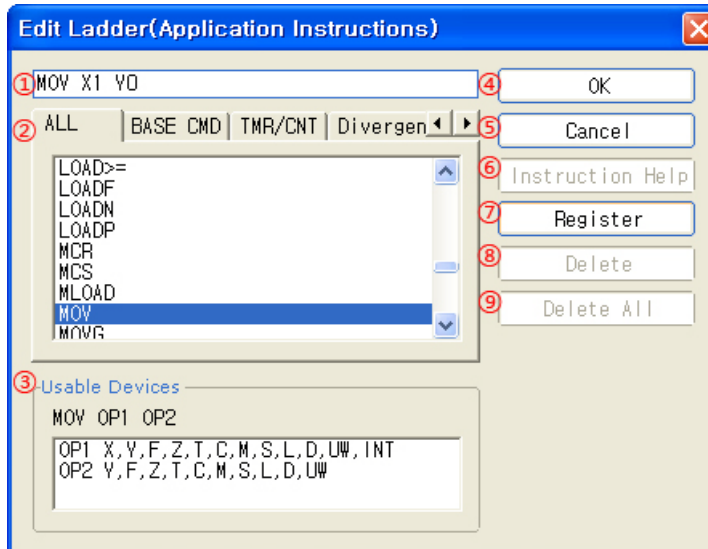 Edit Ladder(Application Instructions)
① MOV X1 Y0
④ OK
② ALL BASE CMD TMR/CNT Divergen
⑤ Cancel
LOAD>=
LOADF
LOADN
LOADP
MCR
MCS
MLOAD
MOV
MOVG
⑥ Instruction Help
⑦ Register
⑧ Delete
⑨ Delete All
③ Usable Devices
MOV OP1 OP2
OP1 X,Y,F,Z,T,C,M,S,L,D,UW,INT
OP2 Y,F,Z,T,C,M,S,L,D,UW